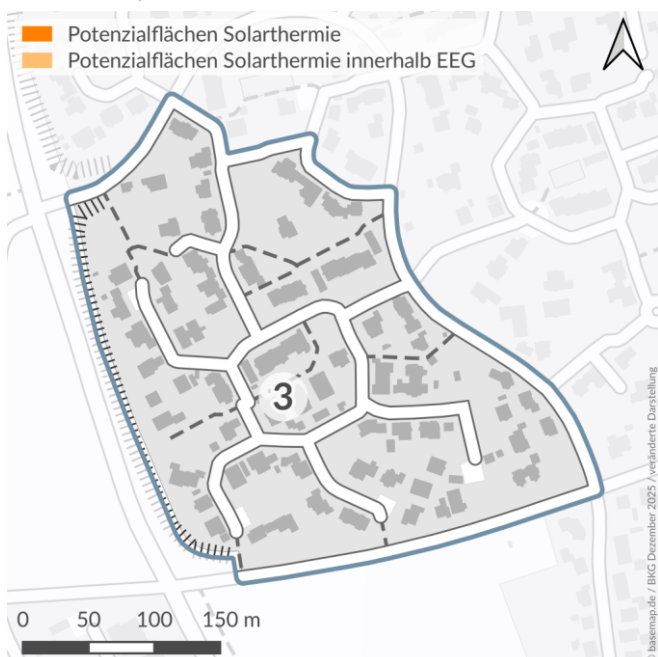 Potenzialflächen Solarthermie
Potenzialflächen Solarthermie innerhalb EEG
3
0 50 100 150 m
© basemap.de / BKG Dezember 2025 / veränderte Darstellung